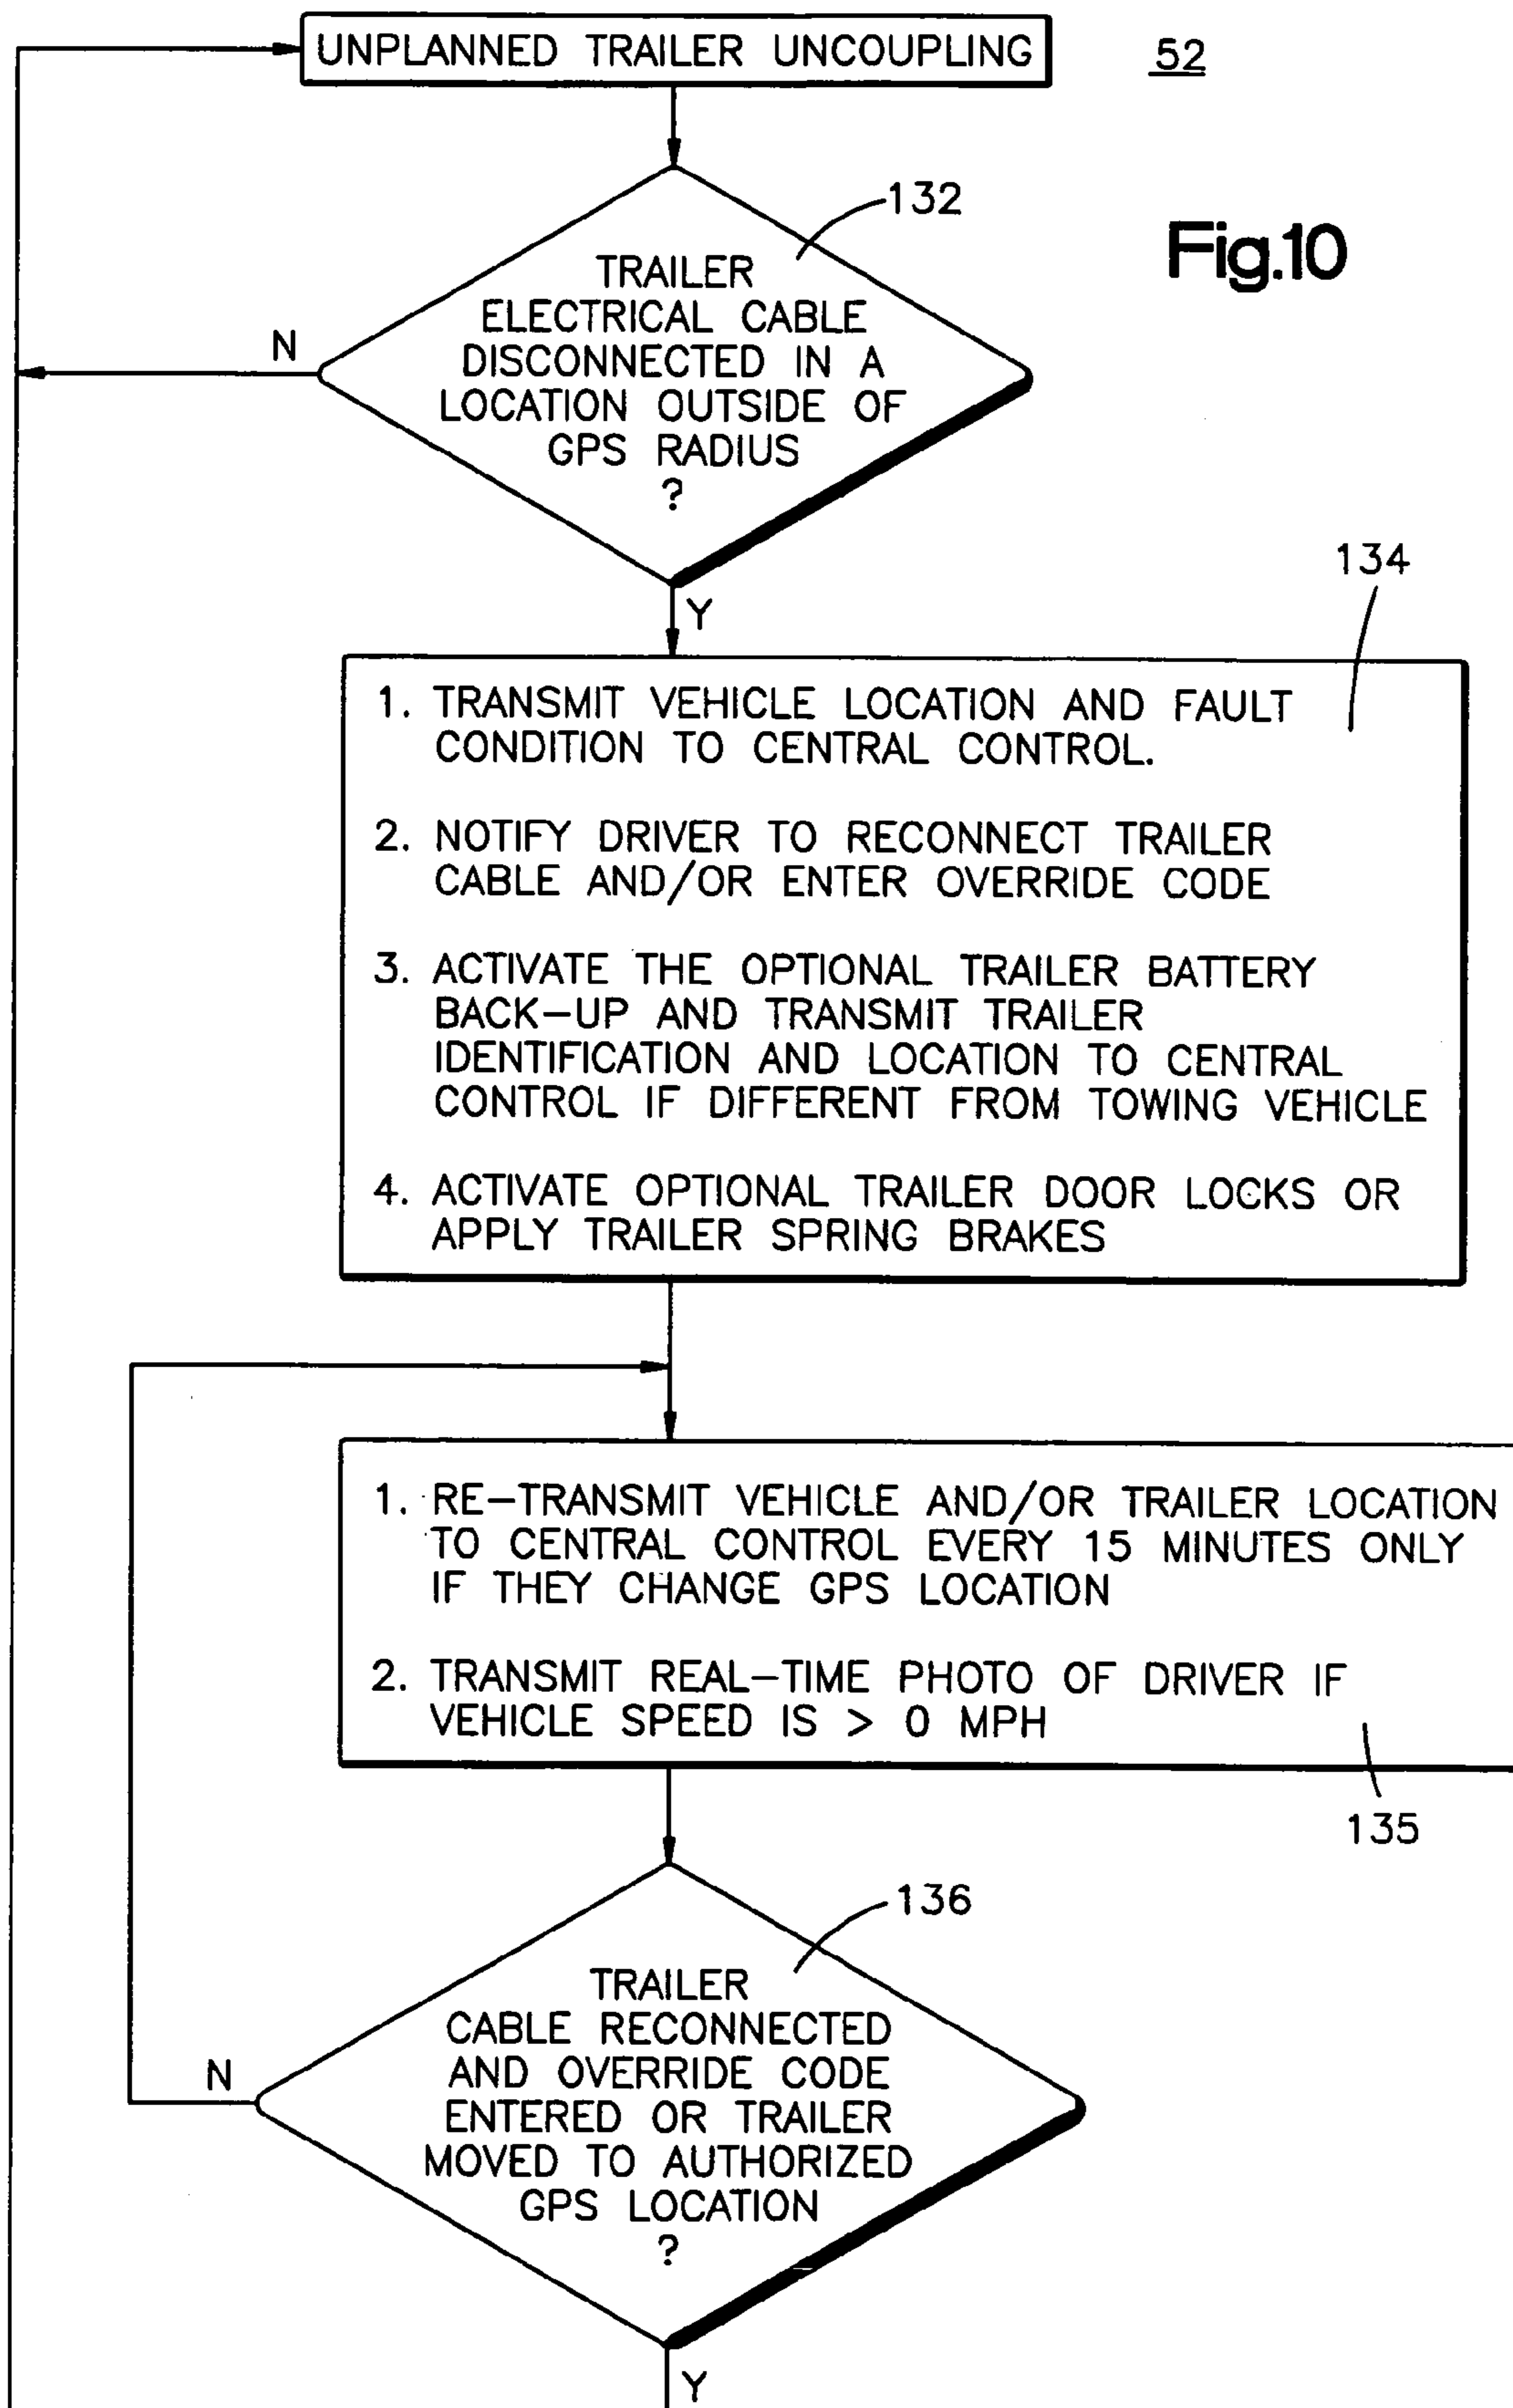 UNPLANNED TRAILER UNCOUPLING
52
132
Fig.10
TRAILER
ELECTRICAL CABLE
DISCONNECTED IN A
LOCATION OUTSIDE OF
GPS RADIUS
?
N
Y
134
1. TRANSMIT VEHICLE LOCATION AND FAULT
CONDITION TO CENTRAL CONTROL.
2. NOTIFY DRIVER TO RECONNECT TRAILER
CABLE AND/OR ENTER OVERRIDE CODE
3. ACTIVATE THE OPTIONAL TRAILER BATTERY
BACK-UP AND TRANSMIT TRAILER
IDENTIFICATION AND LOCATION TO CENTRAL
CONTROL IF DIFFERENT FROM TOWING VEHICLE
4. ACTIVATE OPTIONAL TRAILER DOOR LOCKS OR
APPLY TRAILER SPRING BRAKES
1. RE-TRANSMIT VEHICLE AND/OR TRAILER LOCATION
TO CENTRAL CONTROL EVERY 15 MINUTES ONLY
IF THEY CHANGE GPS LOCATION
2. TRANSMIT REAL-TIME PHOTO OF DRIVER IF
VEHICLE SPEED IS > 0 MPH
135
136
TRAILER
CABLE RECONNECTED
AND OVERRIDE CODE
ENTERED OR TRAILER
MOVED TO AUTHORIZED
GPS LOCATION
?
N
Y